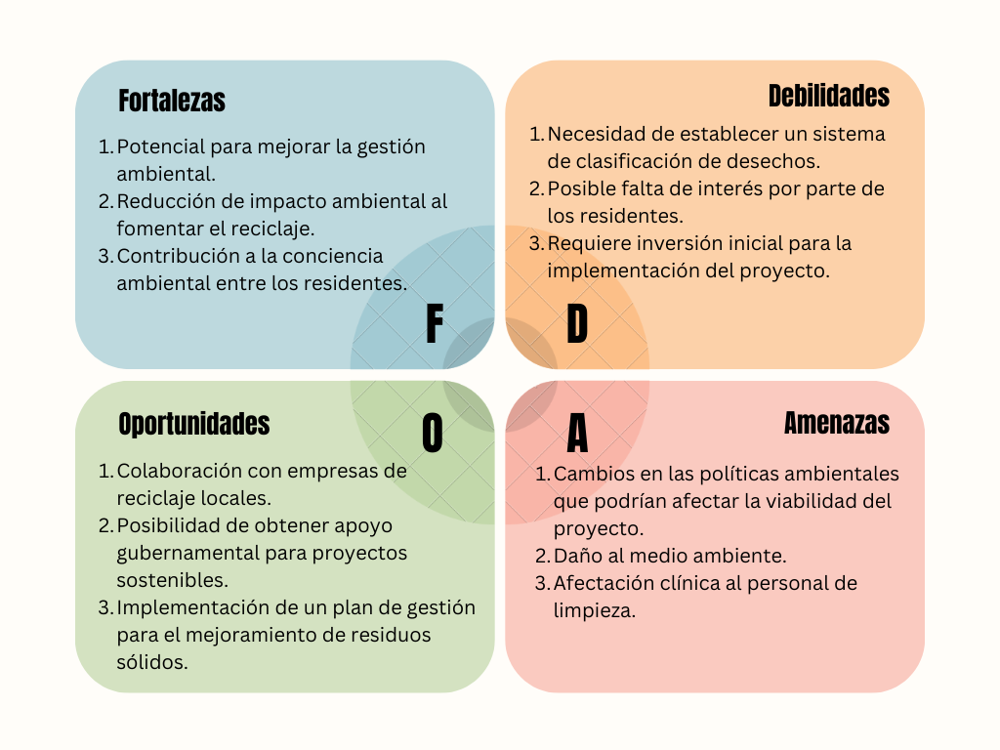 Fortalezas
1. Potencial para mejorar la gestión
ambiental.
2. Reducción de impacto ambiental al
fomentar el reciclaje.
3. Contribución a la conciencia
ambiental entre los residentes.
F
Debilidades
1. Necesidad de establecer un sistema
de clasificación de desechos.
2. Posible falta de interés por parte de
los residentes.
3. Requiere inversión inicial para la
implementación del proyecto.
D
Oportunidades
O
1. Colaboración con empresas de
reciclaje locales.
2. Posibilidad de obtener apoyo
gubernamental para proyectos
sostenibles.
3. Implementación de un plan de gestión
para el mejoramiento de residuos
sólidos.
Amenazas
A
1. Cambios en las políticas ambientales
que podrían afectar la viabilidad del
proyecto.
2. Daño al medio ambiente.
3. Afectación clínica al personal de
limpieza.